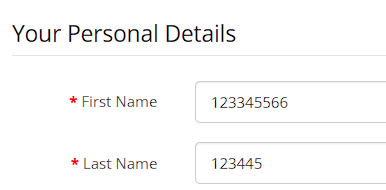 Your Personal Details
* First Name 123345566
* Last Name 123445